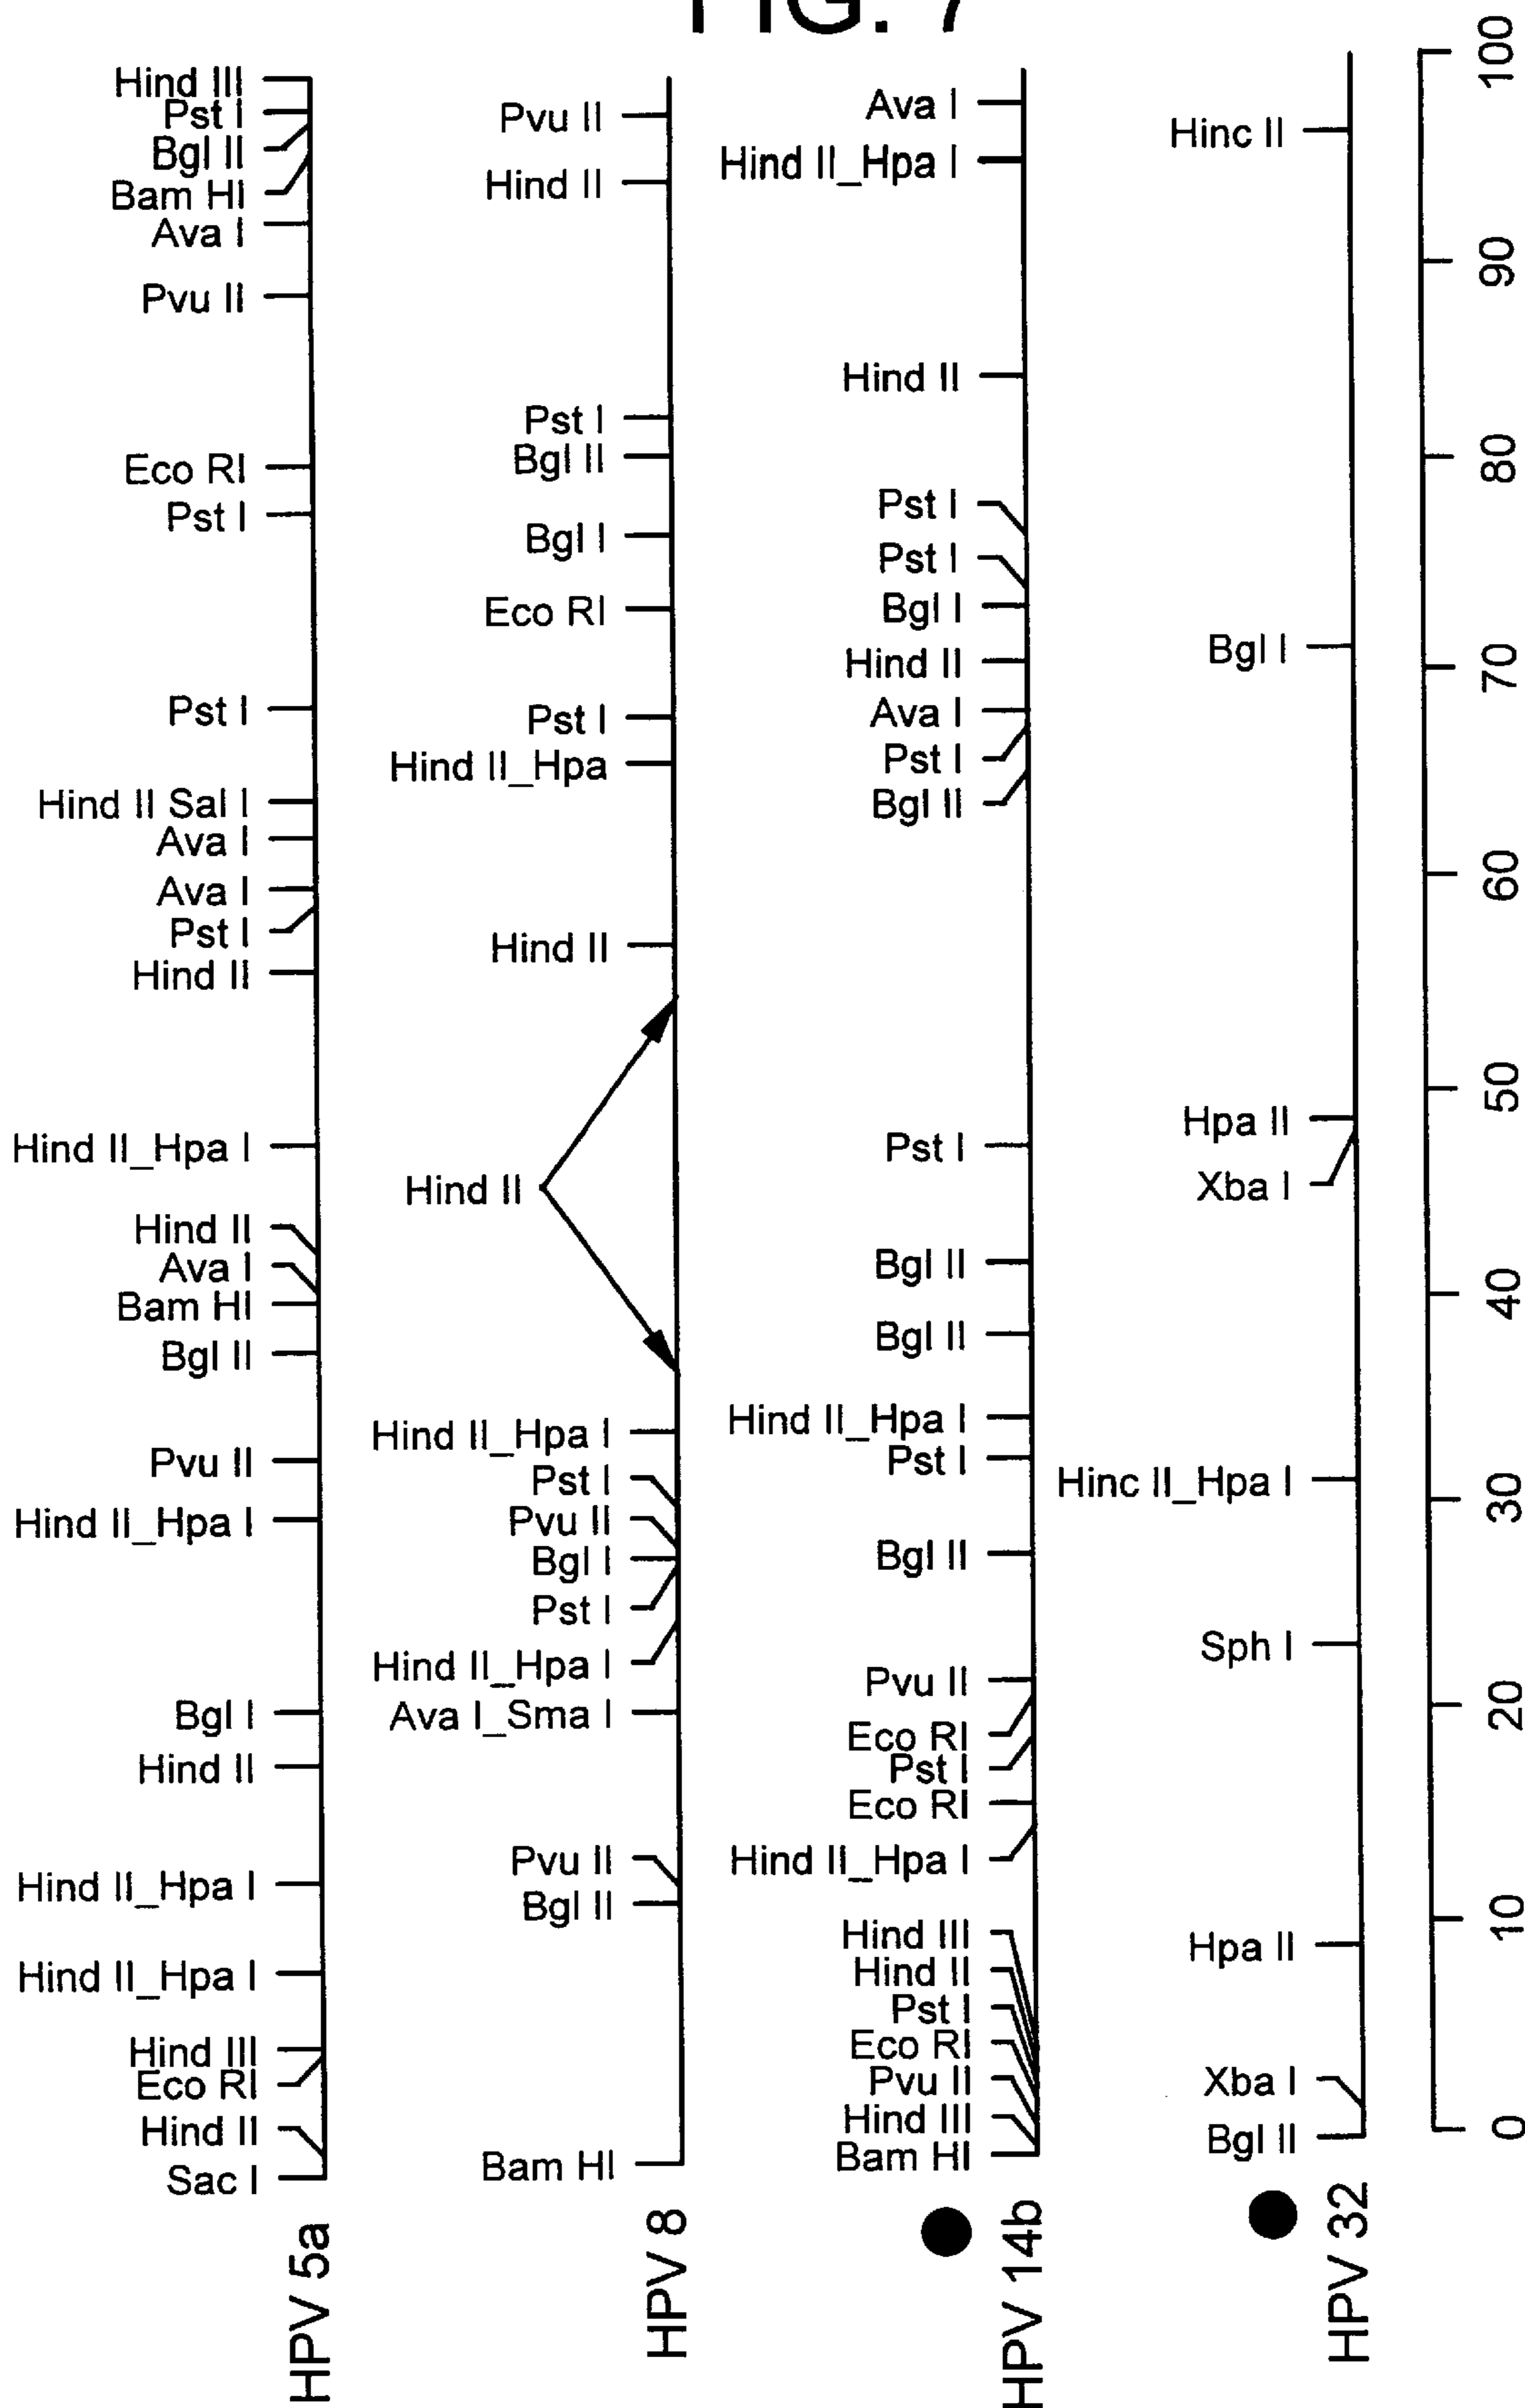 FIG. 7
Hind III
Pst I
Bgl II
Bam HI
Ava I
Pvu II
Eco RI
Pst I
Pst I
Hind II Sal I
Ava I
Ava I
Pst I
Hind II
Hind II_Hpa I
Hind II
Ava I
Bam HI
Bgl II
Pvu II
Hind II_Hpa I
Bgl I
Hind II
Hind II_Hpa I
Hind II_Hpa I
Hind III
Eco RI
Hind II
Sac I
HPV 5a
Pvu II
Hind II
Pst I
Bgl II
Bgl I
Eco RI
Pst I
Hind II_Hpa
Hind II
Hind II
Hind II_Hpa I
Pst I
Pvu II
Bgl I
Pst I
Hind II_Hpa I
Ava I_Sma I
Pvu II
Bgl II
Bam HI
HPV 8
Ava I
Hind II_Hpa I
Hind II
Pst I
Pst I
Bgl I
Hind II
Ava I
Pst I
Bgl II
Pst I
Bgl II
Bgl II
Hind II_Hpa I
Pst I
Bgl II
Pvu II
Eco RI
Pst I
Eco RI
Hind II_Hpa I
Hind III
Hind II
Pst I
Eco RI
Pvu II
Hind III
Bam HI
HPV 14b
Hinc II
Bgl I
Hpa II
Xba I
Hinc II_Hpa I
Sph I
Hpa II
Xba I
Bgl II
HPV 32
100
90
80
70
60
50
40
30
20
10
0